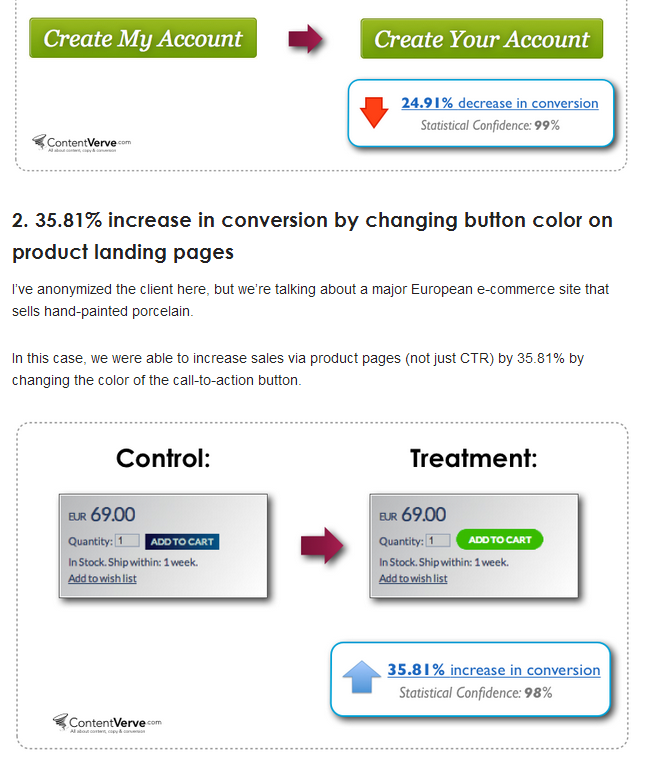 Create My Account
Create Your Account
24.91% decrease in conversion
Statistical Confidence: 99%
ContentVerve.com
All about content, copy & conversion
2. 35.81% increase in conversion by changing button color on
product landing pages
I've anonymized the client here, but we're talking about a major European e-commerce site that
sells hand-painted porcelain.
In this case, we were able to increase sales via product pages (not just CTR) by 35.81% by
changing the color of the call-to-action button.
Control:
Treatment:
EUR 69.00
Quantity: 1 ADD TO CART
In Stock. Ship within: 1 week.
Add to wish list
EUR 69.00
Quantity: 1 ADD TO CART
In Stock. Ship within: 1 week.
Add to wish list
35.81% increase in conversion
Statistical Confidence: 98%
ContentVerve.com
All about content, copy & conversion